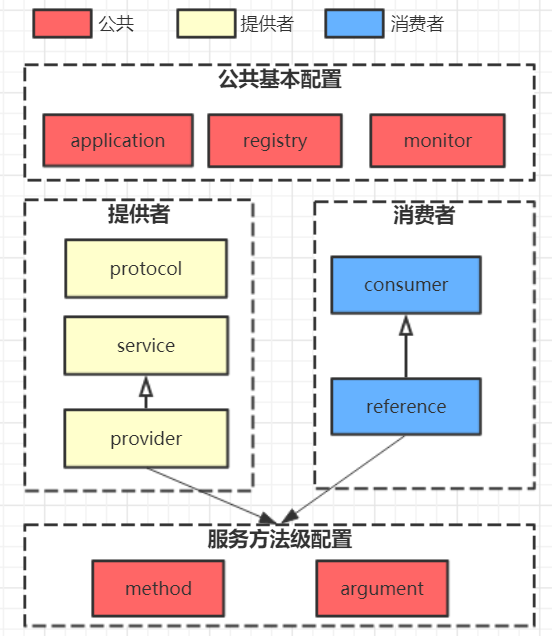 公共
提供者
消费者
公共基本配置
application
registry
monitor
提供者
protocol
service
provider
消费者
consumer
reference
服务方法级配置
method
argument